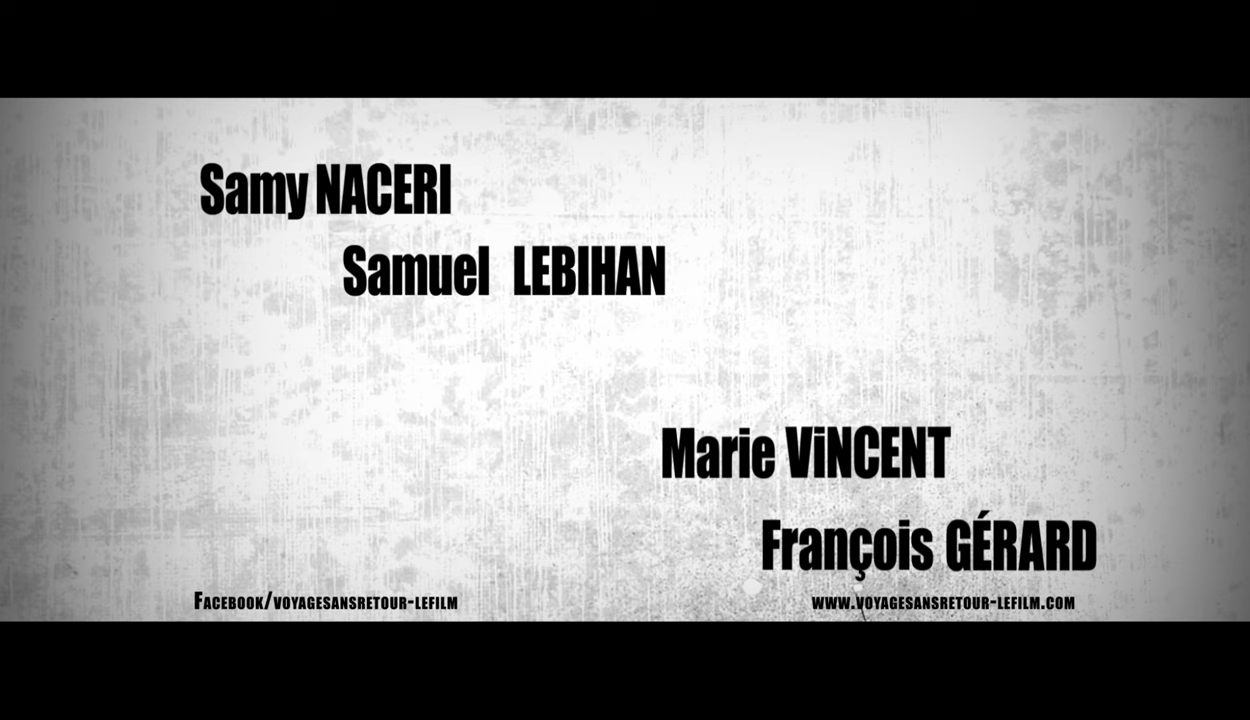 Samy NACERI
Samuel LEBIHAN
Marie ViNCENT
François GÉRARD
Facebook/voyagesansretour-lefilm
www.voyagesansretour-lefilm.com